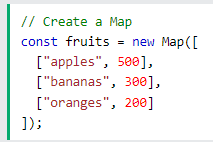 // Create a Map
const fruits = new Map([
  ["apples", 500],
  ["bananas", 300],
  ["oranges", 200]
]);